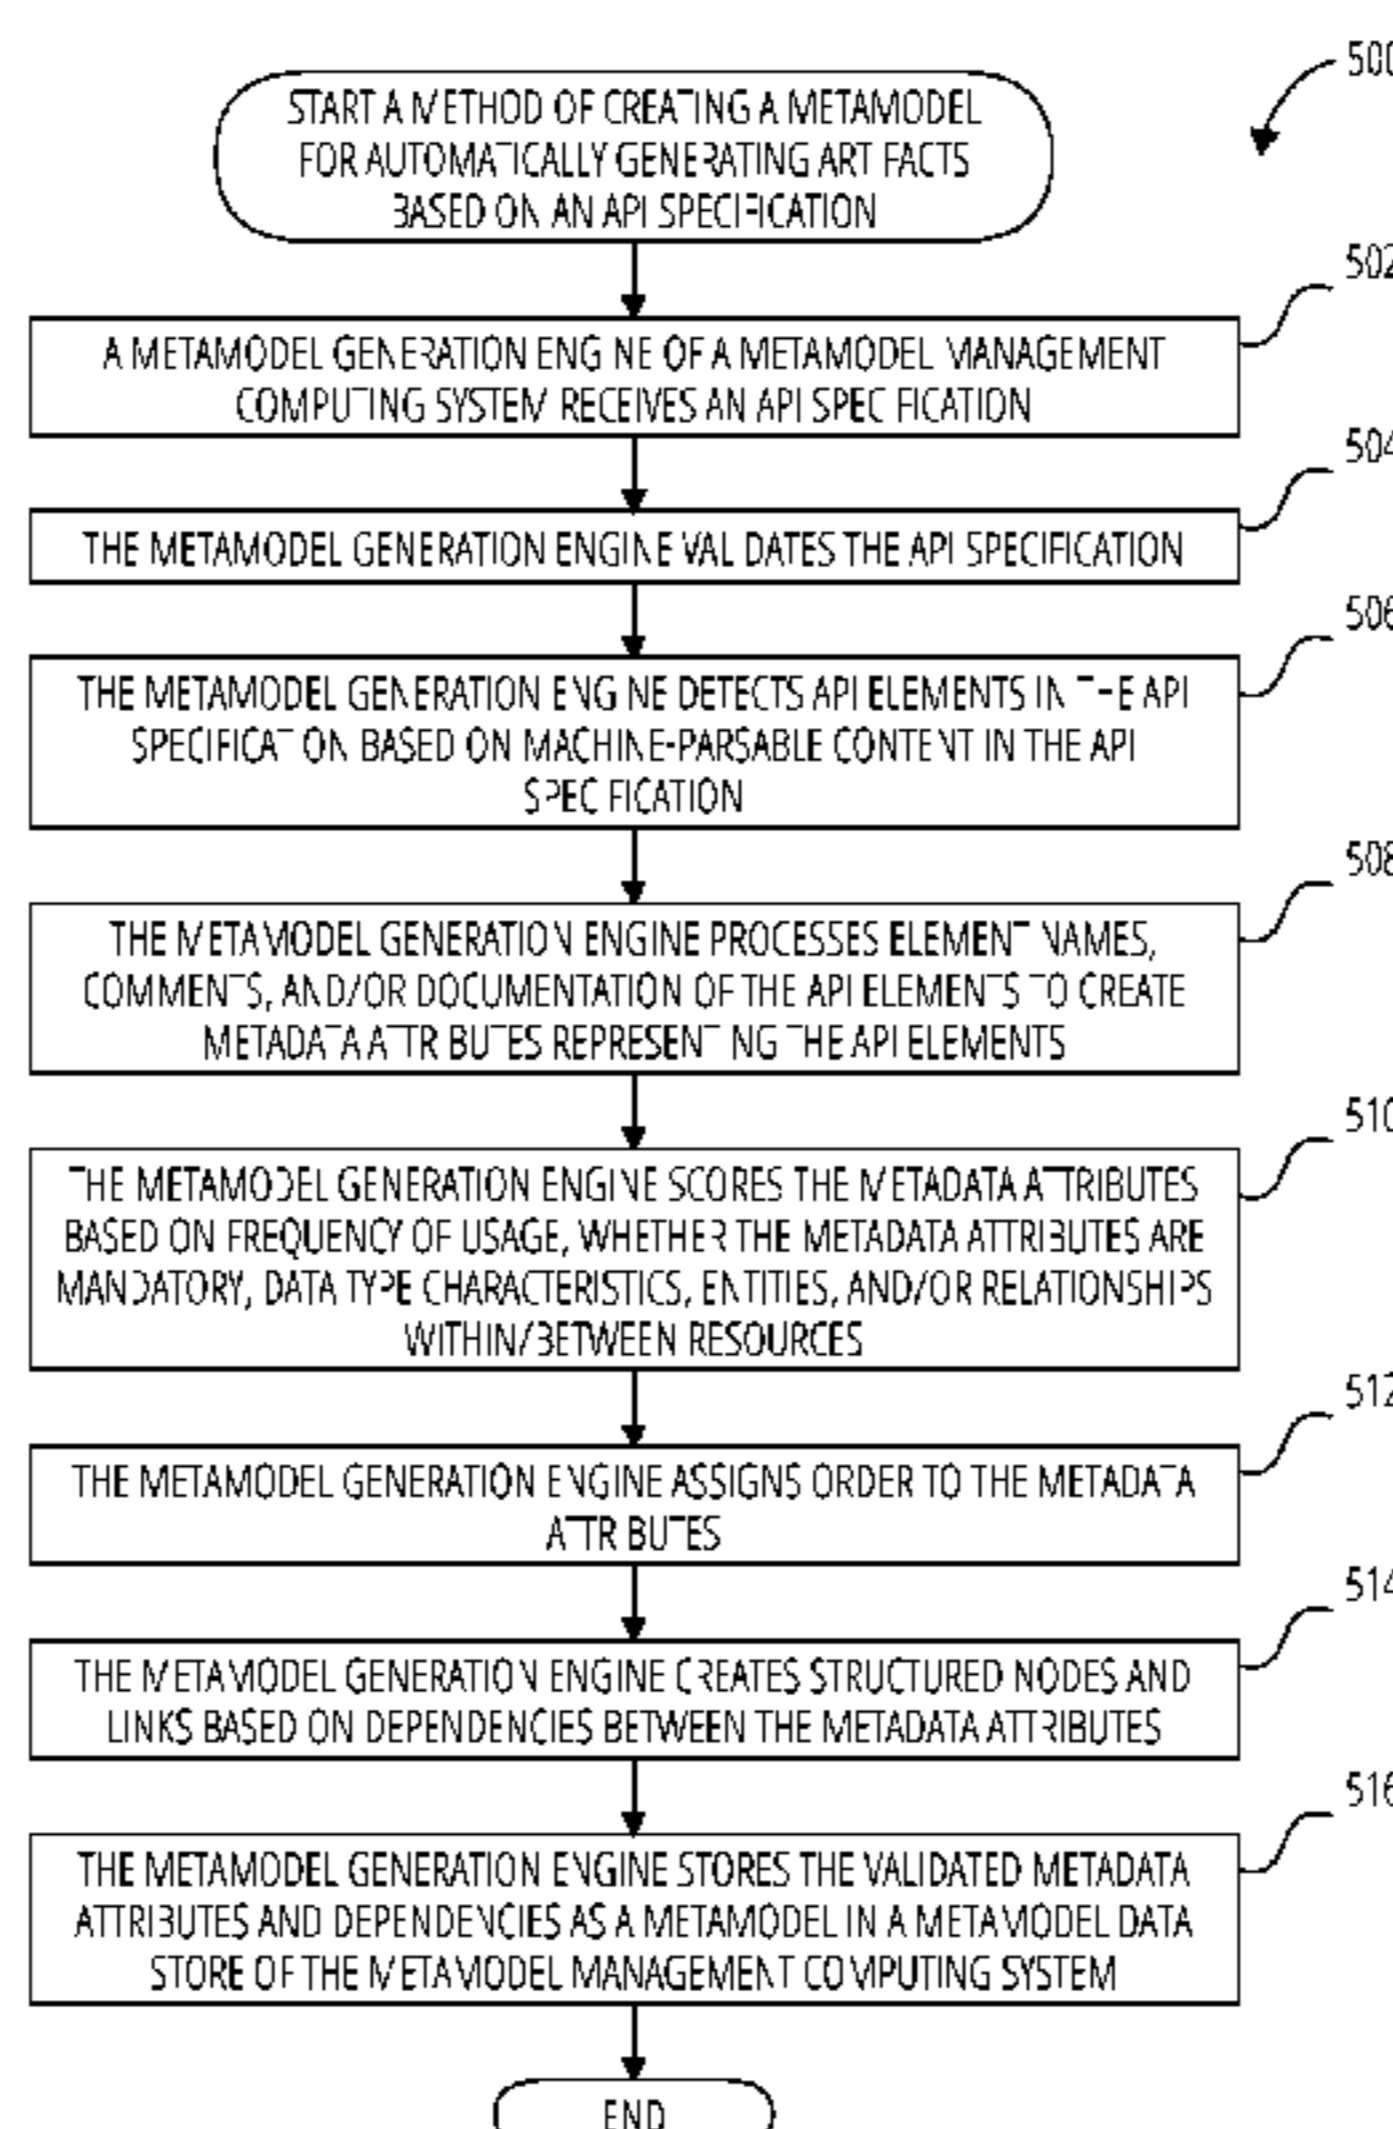 500
START A METHOD OF CREATING A METAMODEL
FOR AUTOMATICALLY GENERATING ARTIFACTS
BASED ON AN API SPECIFICATION
502
A METAMODEL GENERATION ENGINE OF A METAMODEL MANAGEMENT
COMPUTING SYSTEM RECEIVES AN API SPECIFICATION
504
THE METAMODEL GENERATION ENGINE VALIDATES THE API SPECIFICATION
506
THE METAMODEL GENERATION ENGINE DETECTS API ELEMENTS IN THE API
SPECIFICATION BASED ON MACHINE-PARSABLE CONTENT IN THE API
SPECIFICATION
508
THE METAMODEL GENERATION ENGINE PROCESSES ELEMENT NAMES,
COMMENTS, AND/OR DOCUMENTATION OF THE API ELEMENTS TO CREATE
METADATA ATTRIBUTES REPRESENTING THE API ELEMENTS
510
THE METAMODEL GENERATION ENGINE SCORES THE METADATA ATTRIBUTES
BASED ON FREQUENCY OF USAGE, WHETHER THE METADATA ATTRIBUTES ARE
MANDATORY, DATA TYPE CHARACTERISTICS, ENTITIES, AND/OR RELATIONSHIPS
WITHIN/BETWEEN RESOURCES
512
THE METAMODEL GENERATION ENGINE ASSIGNS ORDER TO THE METADATA
ATTRIBUTES
514
THE METAMODEL GENERATION ENGINE CREATES STRUCTURED NODES AND
LINKS BASED ON DEPENDENCIES BETWEEN THE METADATA ATTRIBUTES
516
THE METAMODEL GENERATION ENGINE STORES THE VALIDATED METADATA
ATTRIBUTES AND DEPENDENCIES AS A METAMODEL IN A METAMODEL DATA
STORE OF THE METAMODEL MANAGEMENT COMPUTING SYSTEM
END